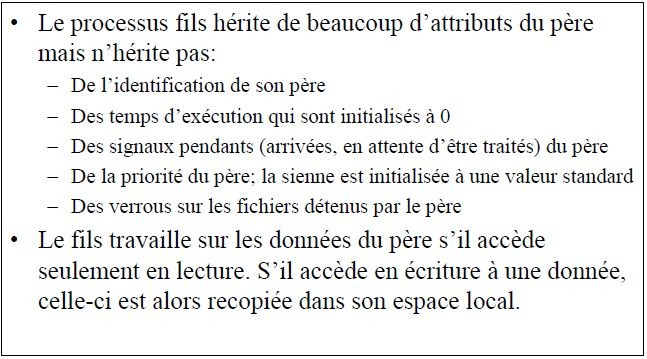 • Le processus fils hérite de beaucoup d'attributs du père
mais n'hérite pas:
– De l'identification de son père
– Des temps d'exécution qui sont initialisés à 0
– Des signaux pendants (arrivées, en attente d'être traités) du père
– De la priorité du père; la sienne est initialisée à une valeur standard
– Des verrous sur les fichiers détenus par le père
• Le fils travaille sur les données du père s'il accède
seulement en lecture. S'il accède en écriture à une donnée,
celle-ci est alors recopiée dans son espace local.